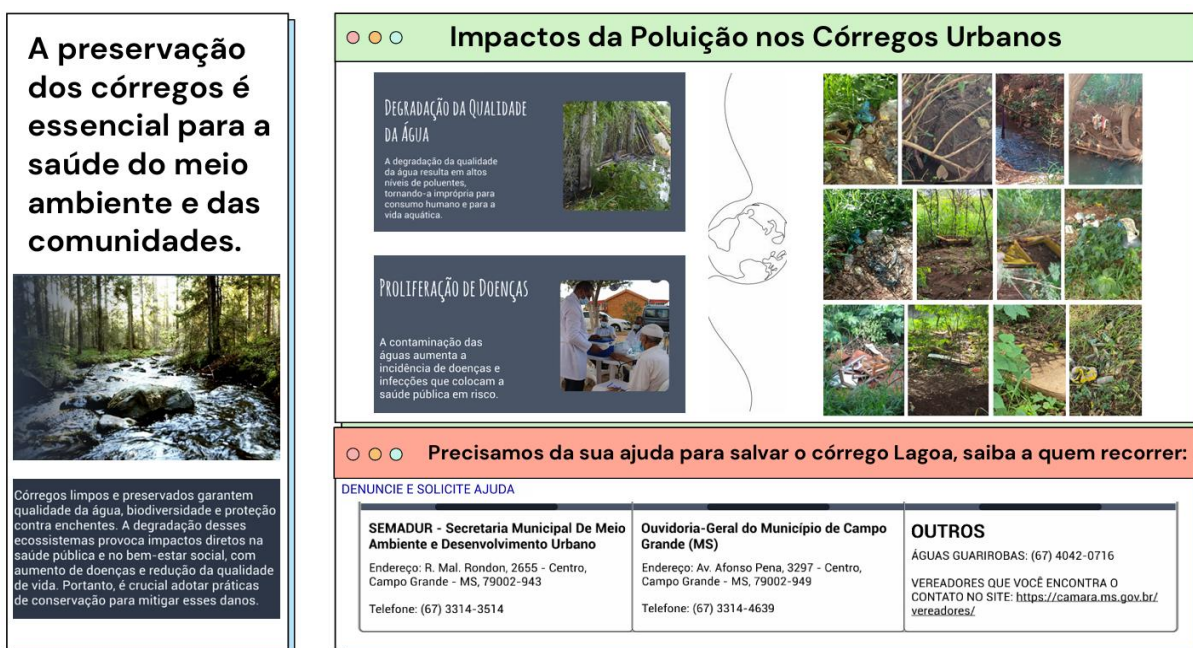 A preservação
dos córregos é
essencial para a
saúde do meio
ambiente e das
comunidades.
Córregos limpos e preservados garantem
qualidade da água, biodiversidade e proteção
contra enchentes. A degradação desses
ecossistemas provoca impactos diretos na
saúde pública e no bem-estar social, com
aumento de doenças e redução da qualidade
de vida. Portanto, é crucial adotar práticas
de conservação para mitigar esses danos.
Impactos da Poluição nos Córregos Urbanos
Degradação da Qualidade
da Água
A degradação da qualidade
da água resulta em altos
níveis de poluentes,
tornando-a imprópria para
consumo humano e para a
vida aquática.
Proliferação de Doenças
A contaminação das
águas aumenta a
incidência de doenças e
infecções que colocam a
saúde pública em risco.
Precisamos da sua ajuda para salvar o córrego Lagoa, saiba a quem recorrer:
DENUNCIE E SOLICITE AJUDA
SEMADUR - Secretaria Municipal De Meio
Ambiente e Desenvolvimento Urbano
Endereço: R. Mal. Rondon, 2655 - Centro,
Campo Grande - MS, 79002-943
Telefone: (67) 3314-3514
Ouvidoria-Geral do Município de Campo
Grande (MS)
Endereço: Av. Afonso Pena, 3297 - Centro,
Campo Grande - MS, 79002-949
Telefone: (67) 3314-4639
OUTROS
ÁGUAS GUARIROBAS: (67) 4042-0716
VEREADORES QUE VOCÊ ENCONTRA O
CONTATO NO SITE: https://camara.ms.gov.br/
vereadores/